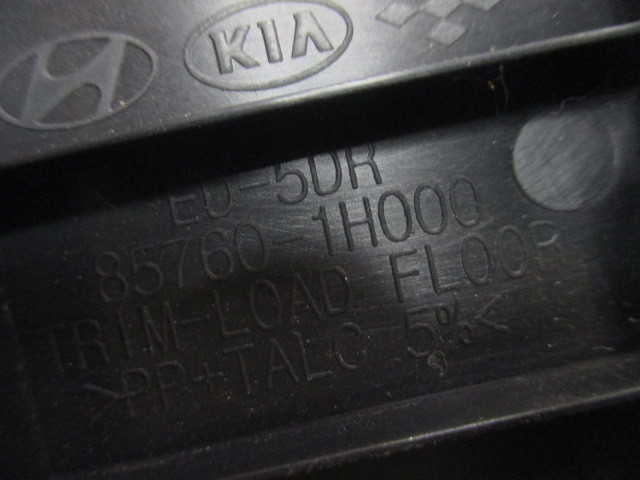 KIA
ED-5DR
85760-1H000
TRIM-LOAD FLOOR
>PP+TALC 5%<